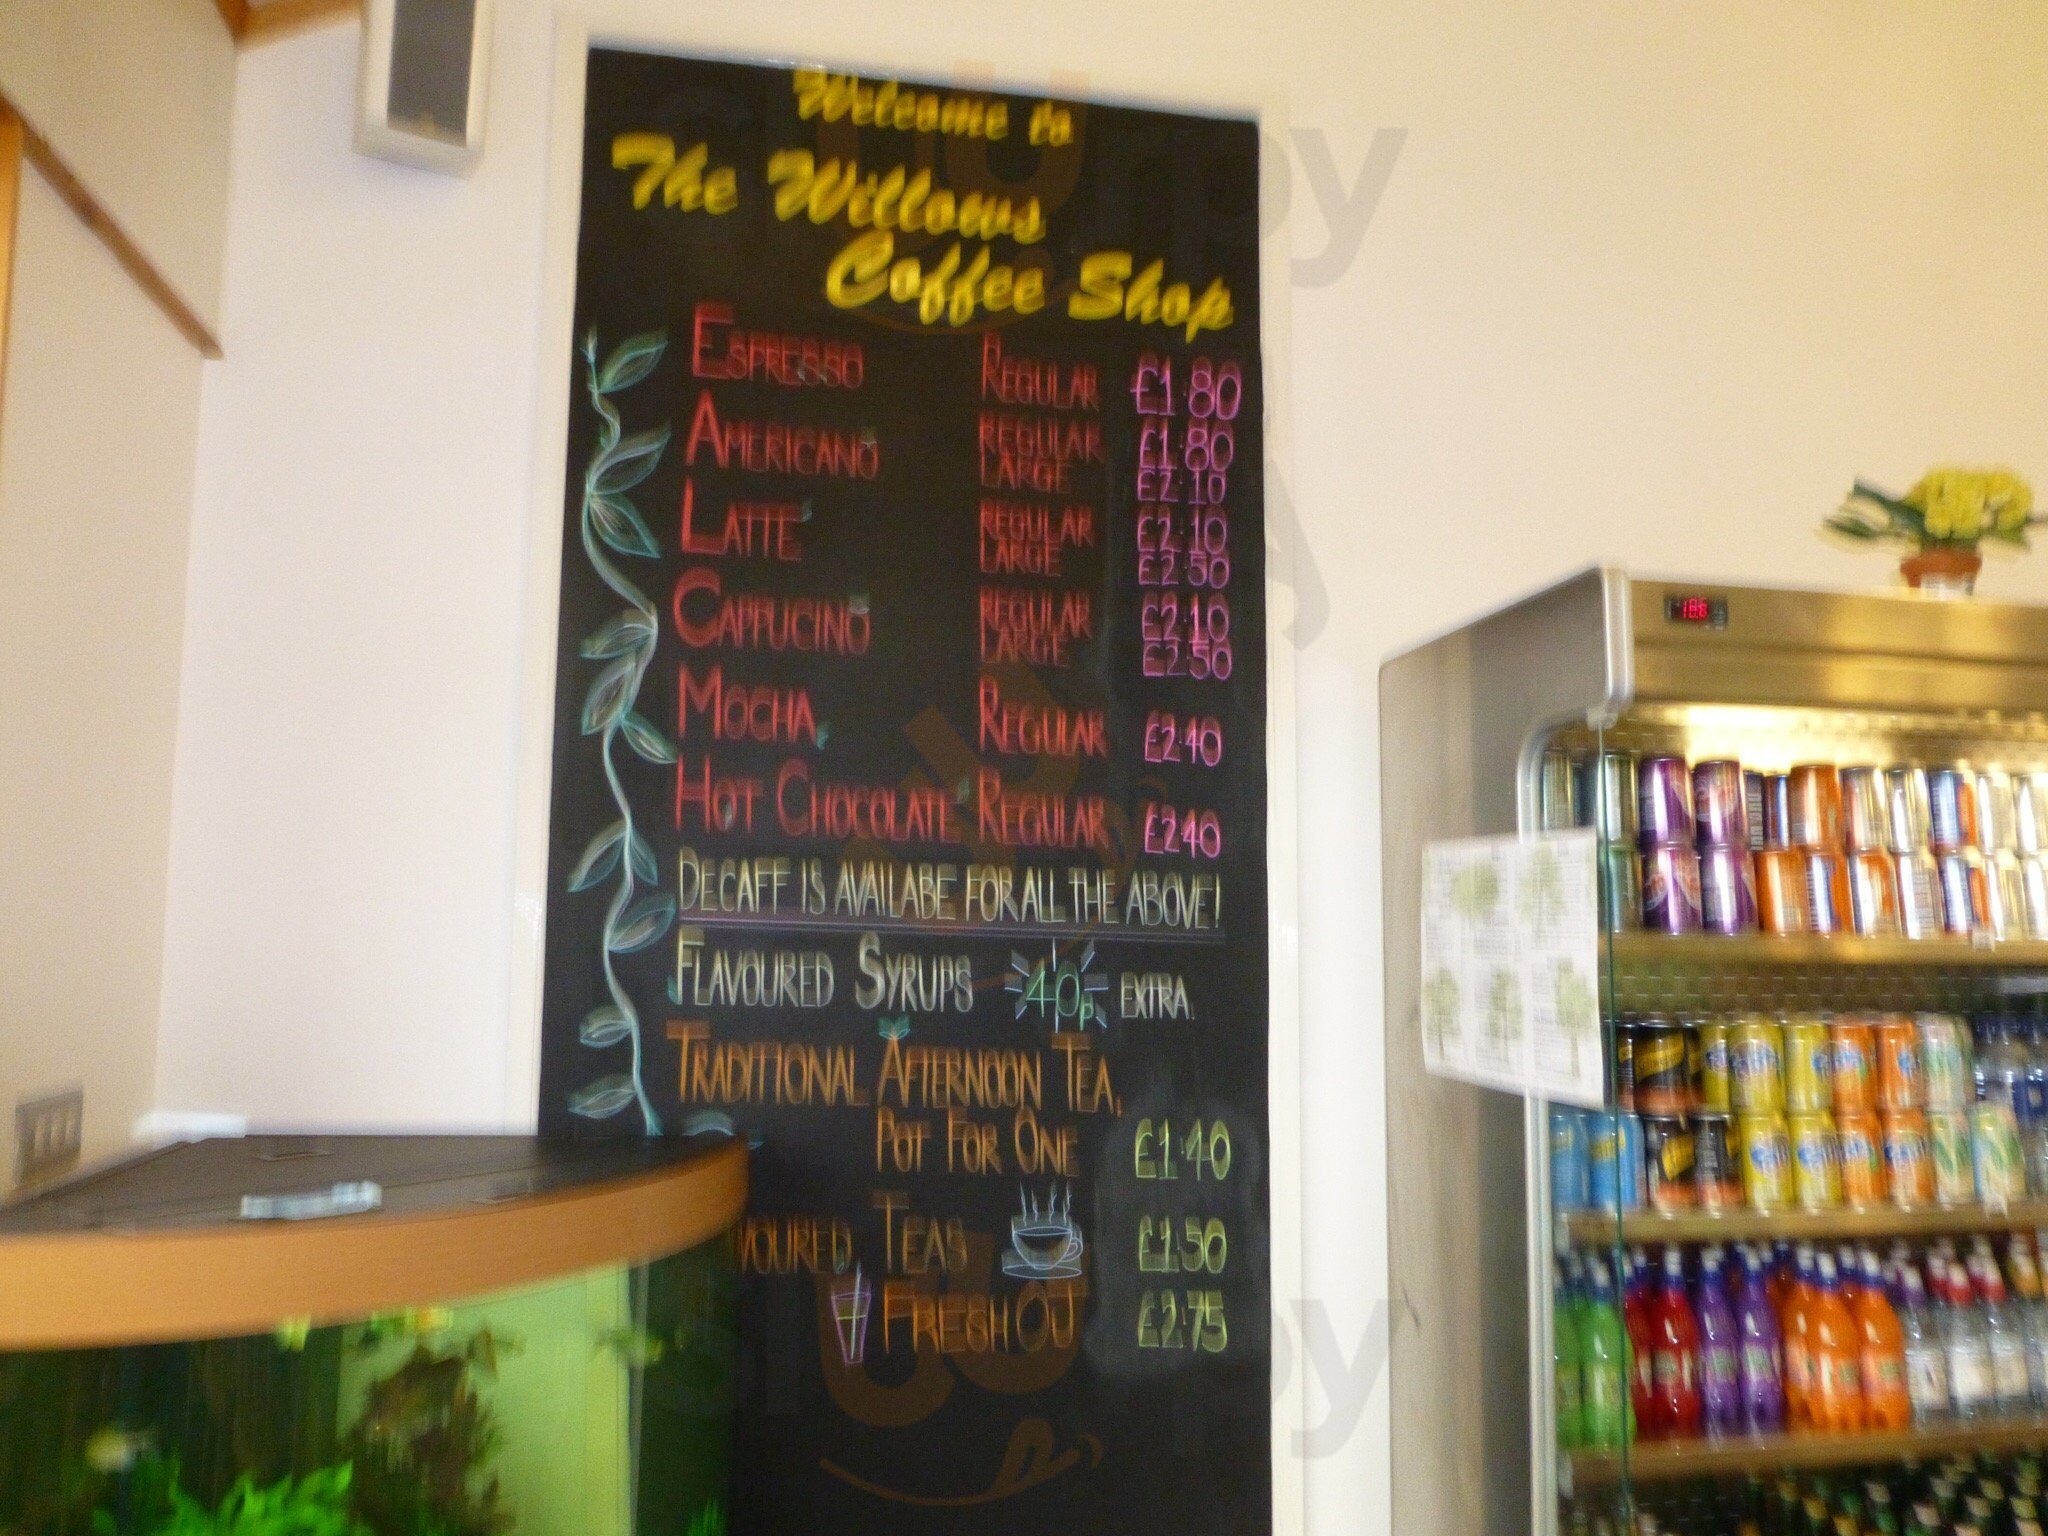 Welcome to
The Willows
Coffee Shop
ESPRESSO REGULAR £1.80
AMERICANO REGULAR £1.80
LARGE £2.10
LATTE REGULAR £2.10
LARGE £2.50
CAPPUCINO REGULAR £2.10
LARGE £2.50
MOCHA REGULAR £2.40
HOT CHOCOLATE REGULAR £2.40
DECAFF IS AVAILABE FOR ALL THE ABOVE!
FLAVOURED SYRUPS 40p EXTRA.
TRADITIONAL AFTERNOON TEA,
POT FOR ONE £1.40
VOURED TEAS £1.50
FRESH OJ £2.75